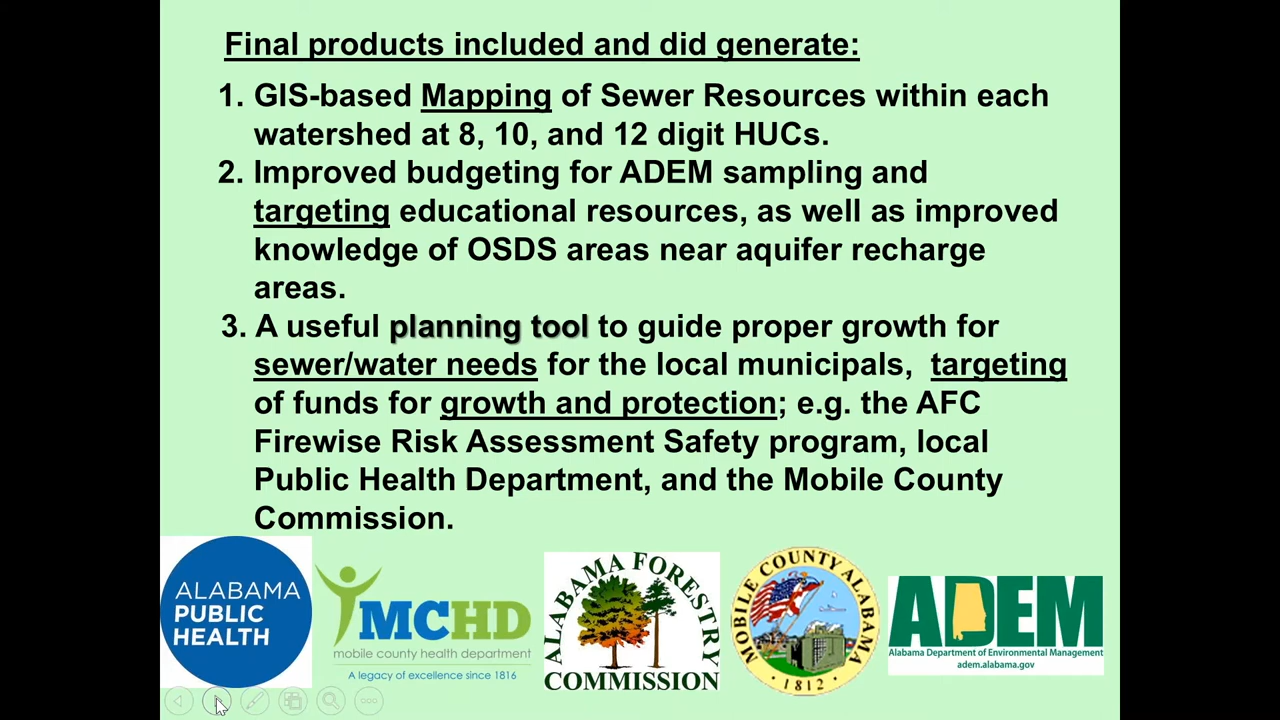 Final products included and did generate:
1. GIS-based Mapping of Sewer Resources within each
watershed at 8, 10, and 12 digit HUCs.
2. Improved budgeting for ADEM sampling and
targeting educational resources, as well as improved
knowledge of OSDS areas near aquifer recharge
areas.
3. A useful planning tool to guide proper growth for
sewer/water needs for the local municipals, targeting
of funds for growth and protection; e.g. the AFC
Firewise Risk Assessment Safety program, local
Public Health Department, and the Mobile County
Commission.
ALABAMA
PUBLIC
HEALTH
MCHD
mobile county health department
A legacy of excellence since 1816
ALABAMA FORESTRY
COMMISSION
MOBILE COUNTY ALABAMA
· 1812 ·
ADEM
Alabama Department of Environmental Management
adem.alabama.gov